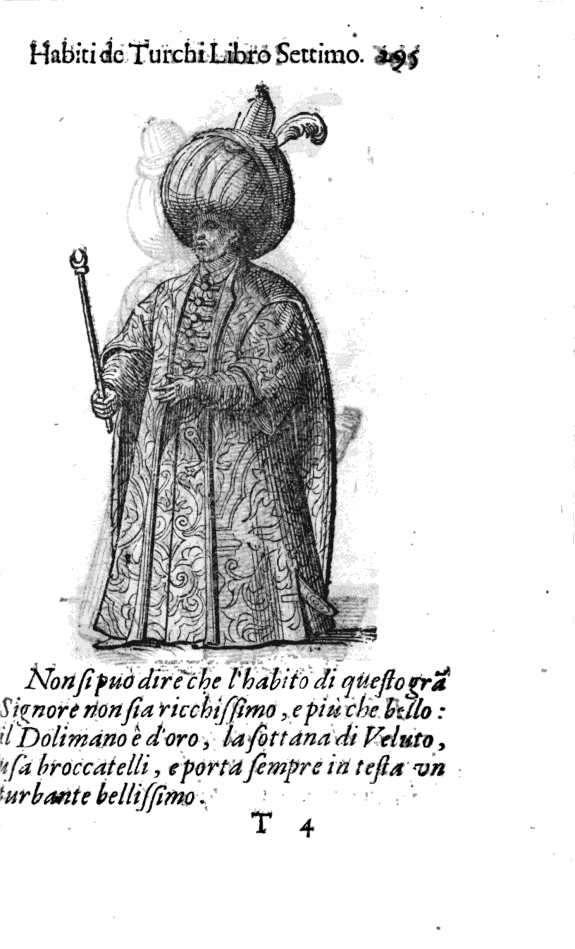 Habiti de Turchi Libro Settimo. 295
Non si può dire che l'habito di questo grã
Signore non sia ricchissimo, e più che bello:
il Dolimano è d'oro, la sottana di Veluto,
usa broccatelli, e porta sempre in testa vn
turbante bellissimo.
T 4